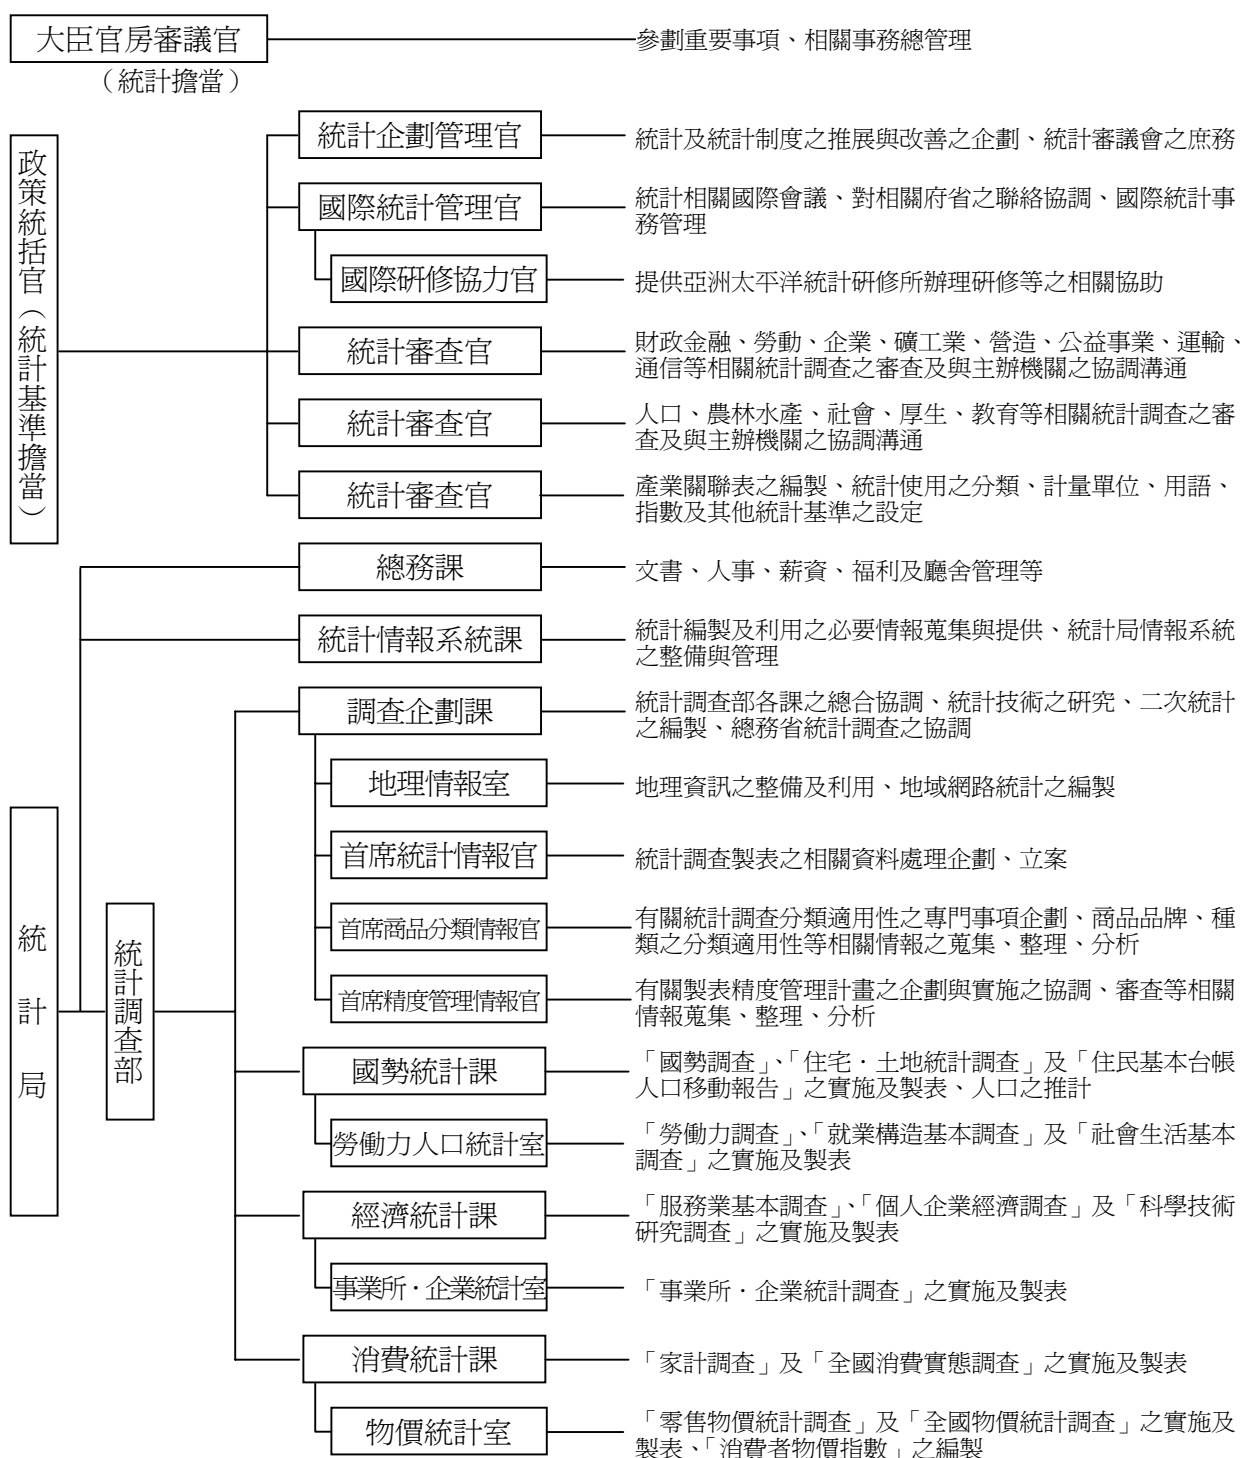 大臣官房審議官
參劃重要事項、相關事務總管理
（統計擔當）
政策統括官（統計基準擔當）
統計企劃管理官
統計及統計制度之推展與改善之企劃、統計審議會之庶務
國際統計管理官
統計相關國際會議、對相關府省之聯絡協調、國際統計事
務管理
國際研修協力官
提供亞洲太平洋統計研修所辦理研修等之相關協助
統計審查官
財政金融、勞動、企業、礦工業、營造、公益事業、運輸、
通信等相關統計調查之審查及與主辦機關之協調溝通
統計審查官
人口、農林水產、社會、厚生、教育等相關統計調查之審
查及與主辦機關之協調溝通
統計審查官
產業關聯表之編製、統計使用之分類、計量單位、用語、
指數及其他統計基準之設定
統計局
總務課
文書、人事、薪資、福利及廳舍管理等
統計情報系統課
統計編製及利用之必要情報蒐集與提供、統計局情報系統
之整備與管理
統計調查部
調查企劃課
統計調查部各課之總合協調、統計技術之研究、二次統計
之編製、總務省統計調查之協調
地理情報室
地理資訊之整備及利用、地域網路統計之編製
首席統計情報官
統計調查製表之相關資料處理企劃、立案
首席商品分類情報官
有關統計調查分類適用性之專門事項企劃、商品品牌、種
類之分類適用性等相關情報之蒐集、整理、分析
首席精度管理情報官
有關製表精度管理計畫之企劃與實施之協調、審查等相關
情報蒐集、整理、分析
國勢統計課
「國勢調查」、「住宅．土地統計調查」及「住民基本台帳
人口移動報告」之實施及製表、人口之推計
勞働力人口統計室
「勞働力調查」、「就業構造基本調查」及「社會生活基本
調查」之實施及製表
經濟統計課
「服務業基本調查」、「個人企業經濟調查」及「科學技術
研究調查」之實施及製表
事業所．企業統計室
「事業所．企業統計調查」之實施及製表
消費統計課
「家計調查」及「全國消費實態調查」之實施及製表
物價統計室
「零售物價統計調查」及「全國物價統計調查」之實施及
製表、「消費者物價指數」之編製